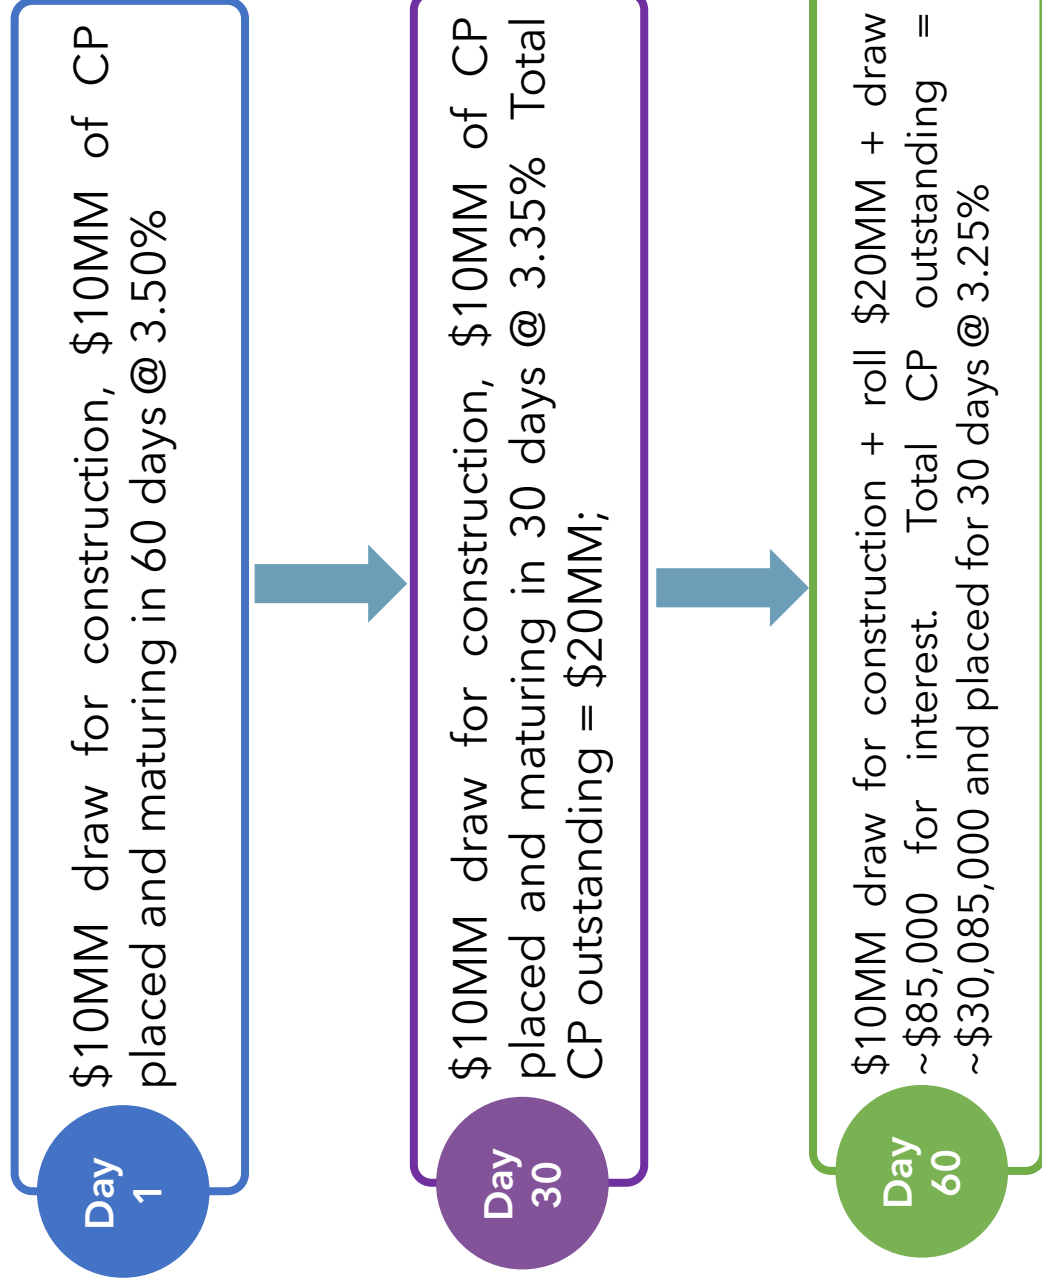 Day
1
$10MM draw for construction, $10MM of CP
placed and maturing in 60 days @ 3.50%
Day
30
$10MM draw for construction, $10MM of CP
placed and maturing in 30 days @ 3.35% Total
CP outstanding = $20MM;
Day
60
$10MM draw for construction + roll $20MM + draw
~$85,000 for interest. Total CP outstanding =
~$30,085,000 and placed for 30 days @ 3.25%